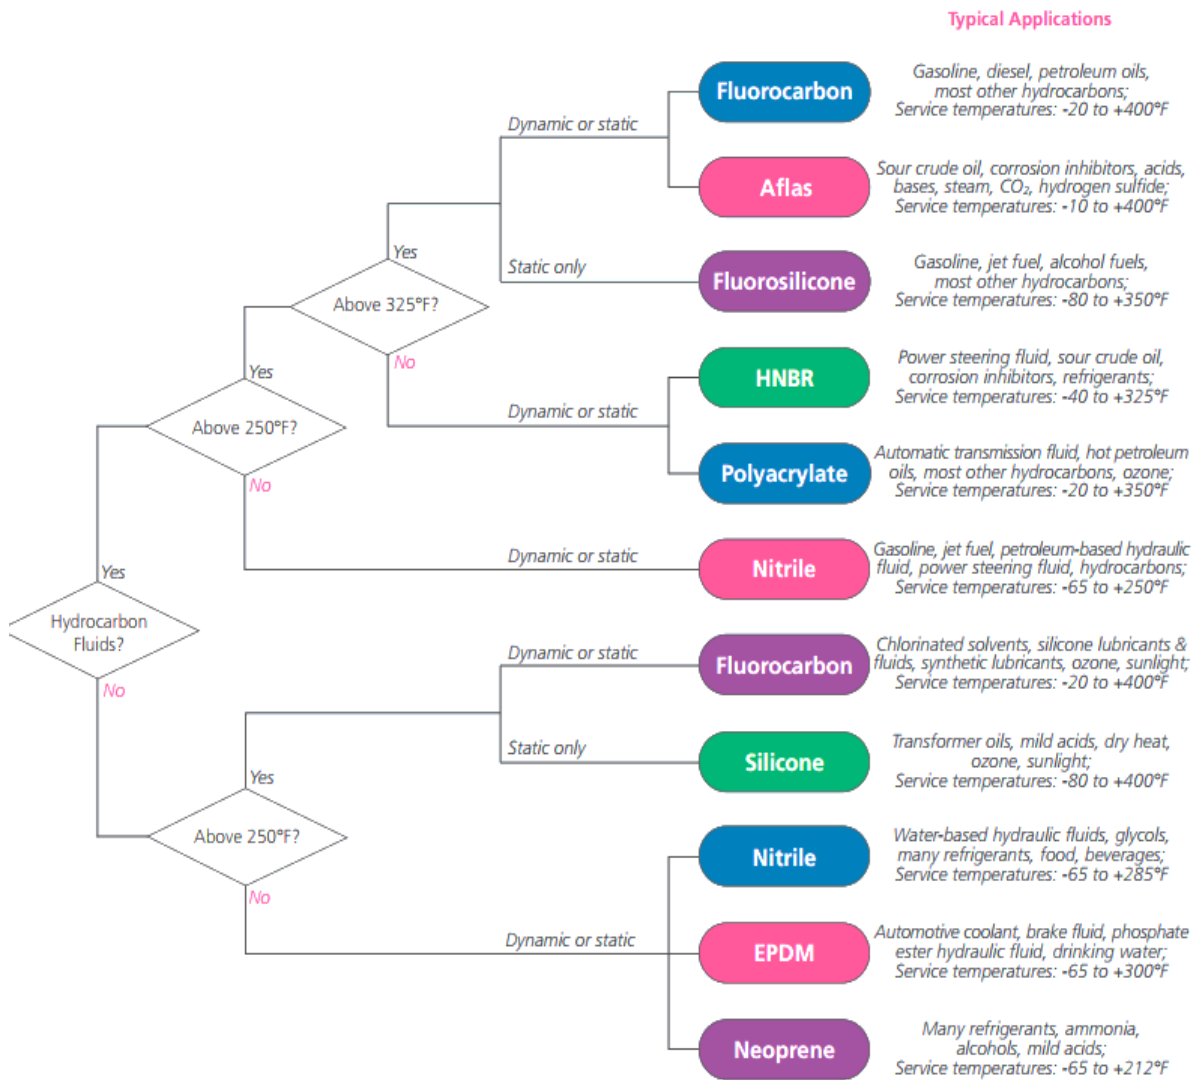 Typical Applications
Fluorocarbon
Gasoline, diesel, petroleum oils,
most other hydrocarbons;
Service temperatures: -20 to +400°F
Dynamic or static
Aflas
Sour crude oil, corrosion inhibitors, acids,
bases, steam, CO₂, hydrogen sulfide;
Service temperatures: -10 to +400°F
Yes
Static only
Fluorosilicone
Gasoline, jet fuel, alcohol fuels,
most other hydrocarbons;
Service temperatures: -80 to +350°F
Above 325°F?
No
HNBR
Power steering fluid, sour crude oil,
corrosion inhibitors, refrigerants;
Service temperatures: -40 to +325°F
Yes
Dynamic or static
Above 250°F?
Polyacrylate
Automatic transmission fluid, hot petroleum
oils, most other hydrocarbons, ozone;
Service temperatures: -20 to +350°F
No
Dynamic or static
Nitrile
Gasoline, jet fuel, petroleum-based hydraulic
fluid, power steering fluid, hydrocarbons;
Service temperatures: -65 to +250°F
Yes
Hydrocarbon
Fluids?
No
Dynamic or static
Fluorocarbon
Chlorinated solvents, silicone lubricants &
fluids, synthetic lubricants, ozone, sunlight;
Service temperatures: -20 to +400°F
Yes
Static only
Silicone
Transformer oils, mild acids, dry heat,
ozone, sunlight;
Service temperatures: -80 to +400°F
Above 250°F?
No
Nitrile
Water-based hydraulic fluids, glycols,
many refrigerants, food, beverages;
Service temperatures: -65 to +285°F
Dynamic or static
EPDM
Automotive coolant, brake fluid, phosphate
ester hydraulic fluid, drinking water;
Service temperatures: -65 to +300°F
Neoprene
Many refrigerants, ammonia,
alcohols, mild acids;
Service temperatures: -65 to +212°F